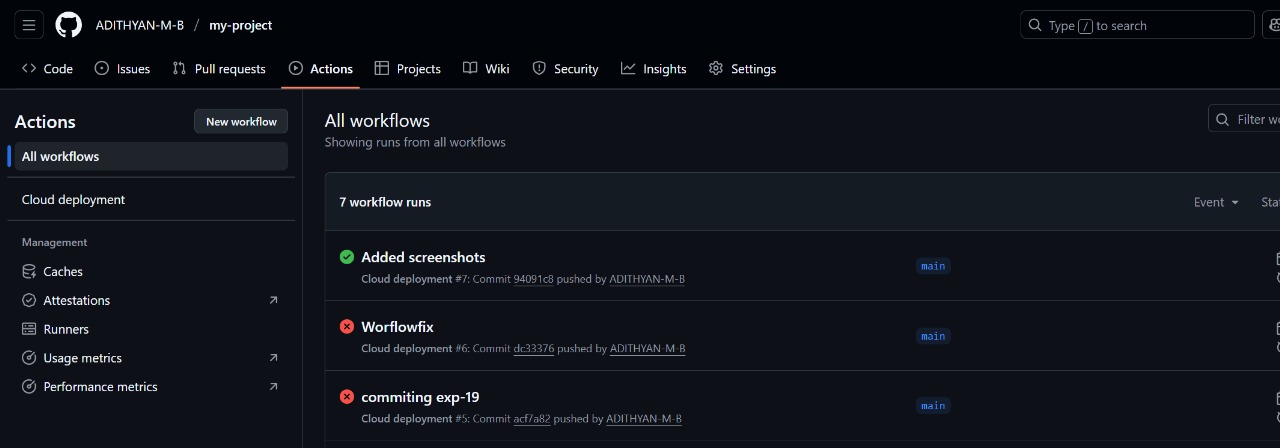 ADITHYAN-M-B / my-project
Type / to search
Code Issues Pull requests Actions Projects Wiki Security Insights Settings
Actions
New workflow
All workflows
Cloud deployment
Management
Caches
Attestations
Runners
Usage metrics
Performance metrics
All workflows
Showing runs from all workflows
Filter
7 workflow runs
Event
Added screenshots
Cloud deployment #7: Commit 94091c8 pushed by ADITHYAN-M-B
main
Worflowfix
Cloud deployment #6: Commit dc33376 pushed by ADITHYAN-M-B
main
commiting exp-19
Cloud deployment #5: Commit acf7a82 pushed by ADITHYAN-M-B
main